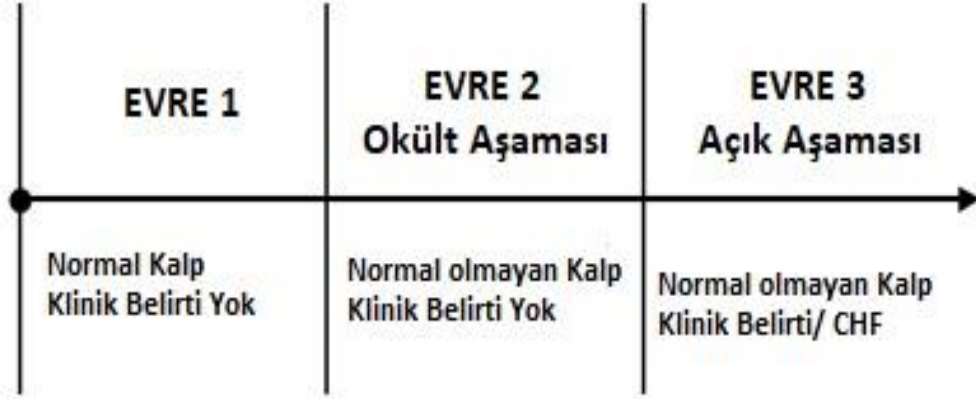 EVRE 1
EVRE 2
Okült Aşaması
EVRE 3
Açık Aşaması
Normal Kalp
Klinik Belirti Yok
Normal olmayan Kalp
Klinik Belirti Yok
Normal olmayan Kalp
Klinik Belirti/ CHF